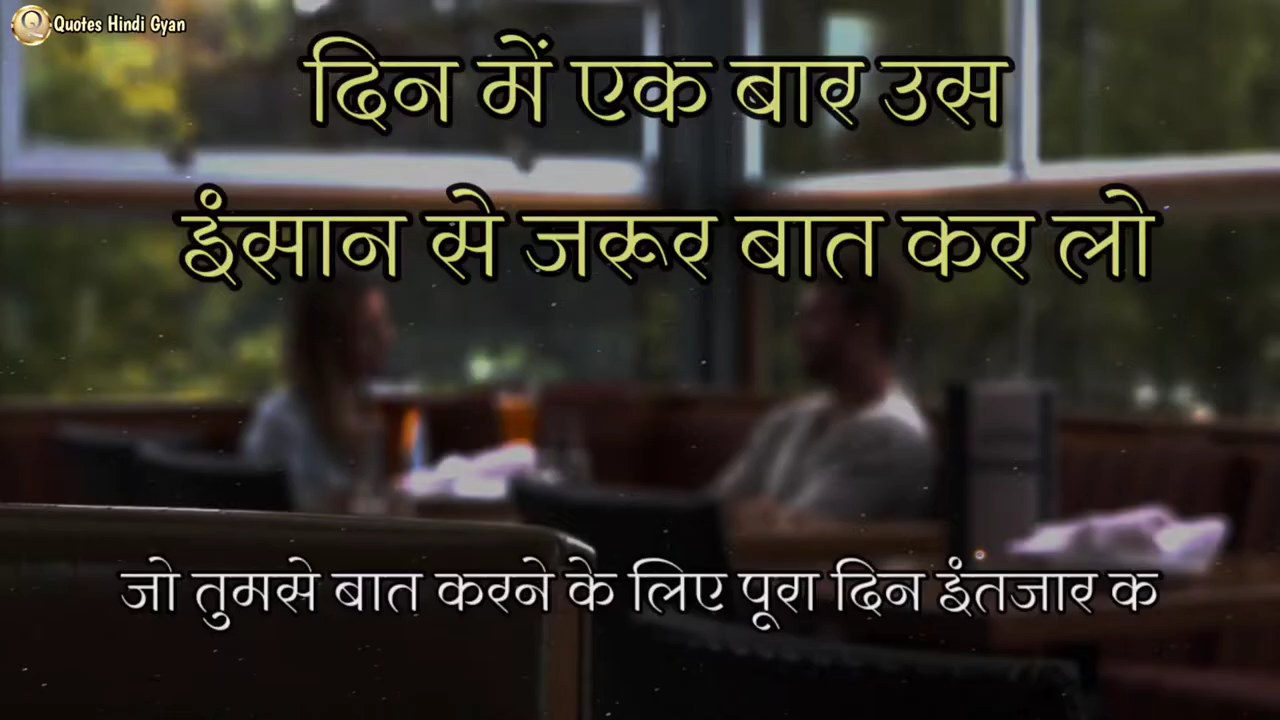 Quotes Hindi Gyan
दिन में एक बार उस
इंसान से जरूर बात कर लो
जो तुमसे बात करने के लिए पूरा दिन इंतजार क